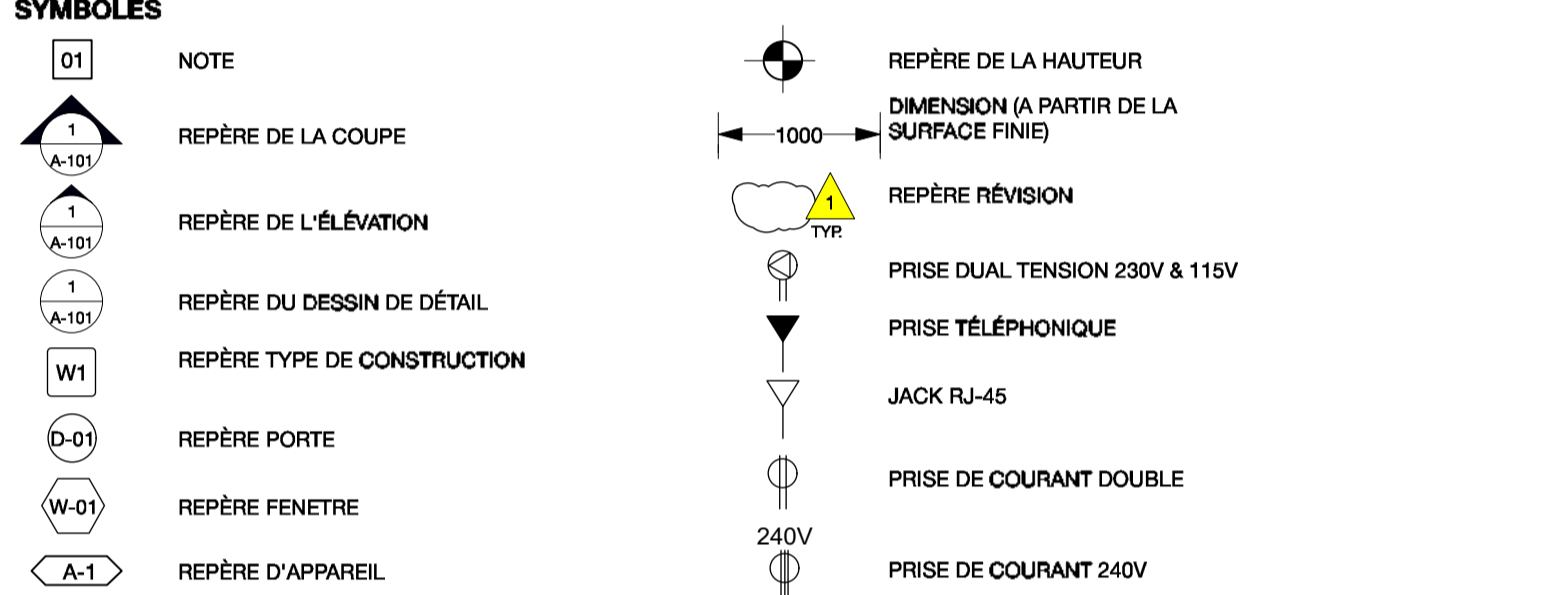 SYMBOLES
01
NOTE
1
A-101
REPÈRE DE LA COUPE
1
A-101
REPÈRE DE L'ÉLÉVATION
1
A-101
REPÈRE DU DESSIN DE DÉTAIL
W1
REPÈRE TYPE DE CONSTRUCTION
D-01
REPÈRE PORTE
W-01
REPÈRE FENETRE
A-1
REPÈRE D'APPAREIL
REPÈRE DE LA HAUTEUR
1000
DIMENSION (A PARTIR DE LA
SURFACE FINIE)
1
TYP.
REPÈRE RÉVISION
PRISE DUAL TENSION 230V & 115V
PRISE TÉLÉPHONIQUE
JACK RJ-45
PRISE DE COURANT DOUBLE
240V
PRISE DE COURANT 240V